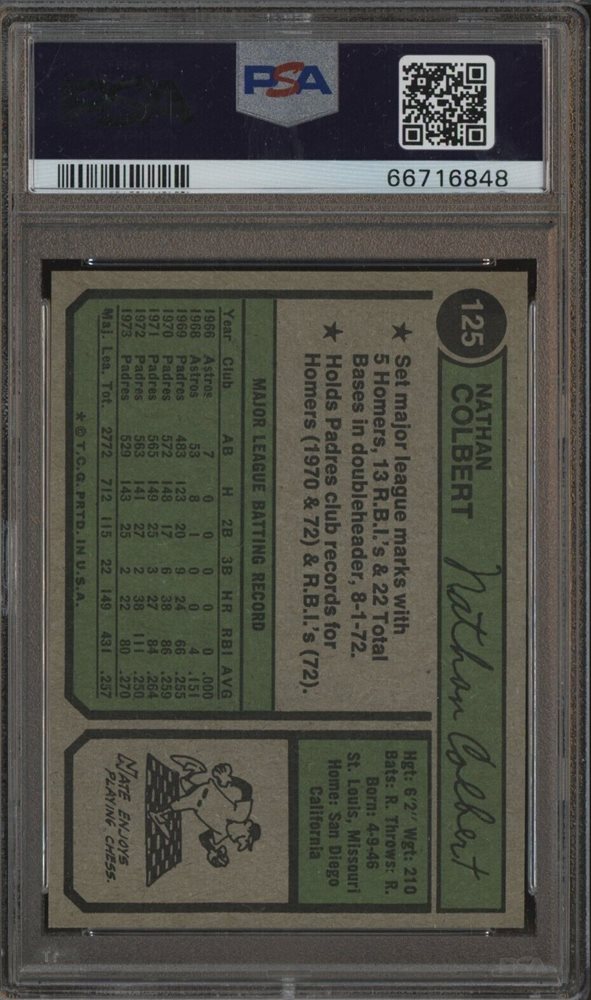 PSA
66716848
125
NATHAN
COLBERT
Nathan Colbert
★ Set major league marks with
5 Homers, 13 R.B.I.'s & 22 Total
Bases in doubleheader, 8-1-72.
★ Holds Padres club records for
Homers (1970 & 72) & R.B.I.'s (72).
Hgt: 6'2" Wgt: 210
Bats: R. Throws: R.
Born: 4-9-46
St. Louis, Missouri
Home: San Diego
California
MAJOR LEAGUE BATTING RECORD
Year Club AB H 2B 3B HR RBI AVG
1966 Astros 7 0 0 0 0 0 .000
1968 Astros 53 8 1 0 0 4 .151
1969 Padres 483 123 20 9 24 66 .255
1970 Padres 572 148 17 6 38 86 .259
1971 Padres 565 149 25 3 27 84 .264
1972 Padres 563 141 27 2 38 111 .250
1973 Padres 529 143 25 2 22 80 .270
Maj. Lea. Tot. 2772 712 115 22 149 431 .257
NATE ENJOYS
PLAYING CHESS.
★ © T.C.G. PRTD. IN U.S.A.